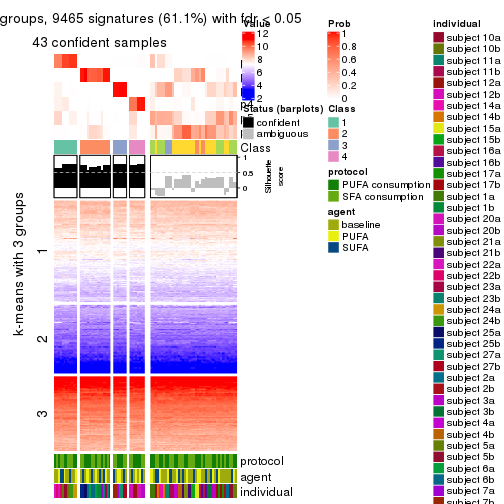 groups, 9465 signatures (61.1%) with fdr < 0.05
43 confident samples
k-means with 3 groups
1
2
3
Class
1
0.5
0
Silhouette
score
protocol
agent
individual
Value
12
10
8
6
4
2
Status (barplots)
confident
ambiguous
Prob
1
0.8
0.6
0.4
0.2
0
Class
1
2
3
4
protocol
PUFA consumption
SFA consumption
agent
baseline
PUFA
SUFA
individual
subject 10a
subject 10b
subject 11a
subject 11b
subject 12a
subject 12b
subject 14a
subject 14b
subject 15a
subject 15b
subject 16a
subject 16b
subject 17a
subject 17b
subject 1a
subject 1b
subject 20a
subject 20b
subject 21a
subject 21b
subject 22a
subject 22b
subject 23a
subject 23b
subject 24a
subject 24b
subject 25a
subject 25b
subject 27a
subject 27b
subject 2a
subject 2b
subject 3a
subject 3b
subject 4a
subject 4b
subject 5a
subject 5b
subject 6a
subject 6b
subject 7a
subject 7b